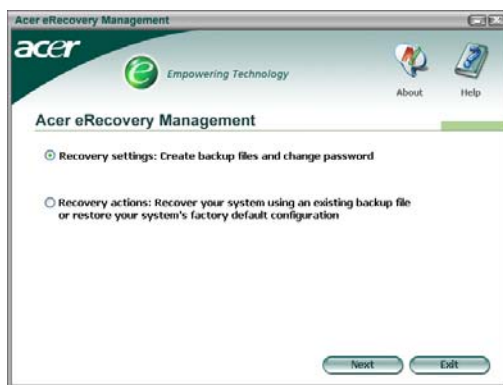 Acer eRecovery Management
acer
e Empowering Technology
About
Help
Acer eRecovery Management
Recovery settings: Create backup files and change password
Recovery actions: Recover your system using an existing backup file
or restore your system's factory default configuration
Next
Exit